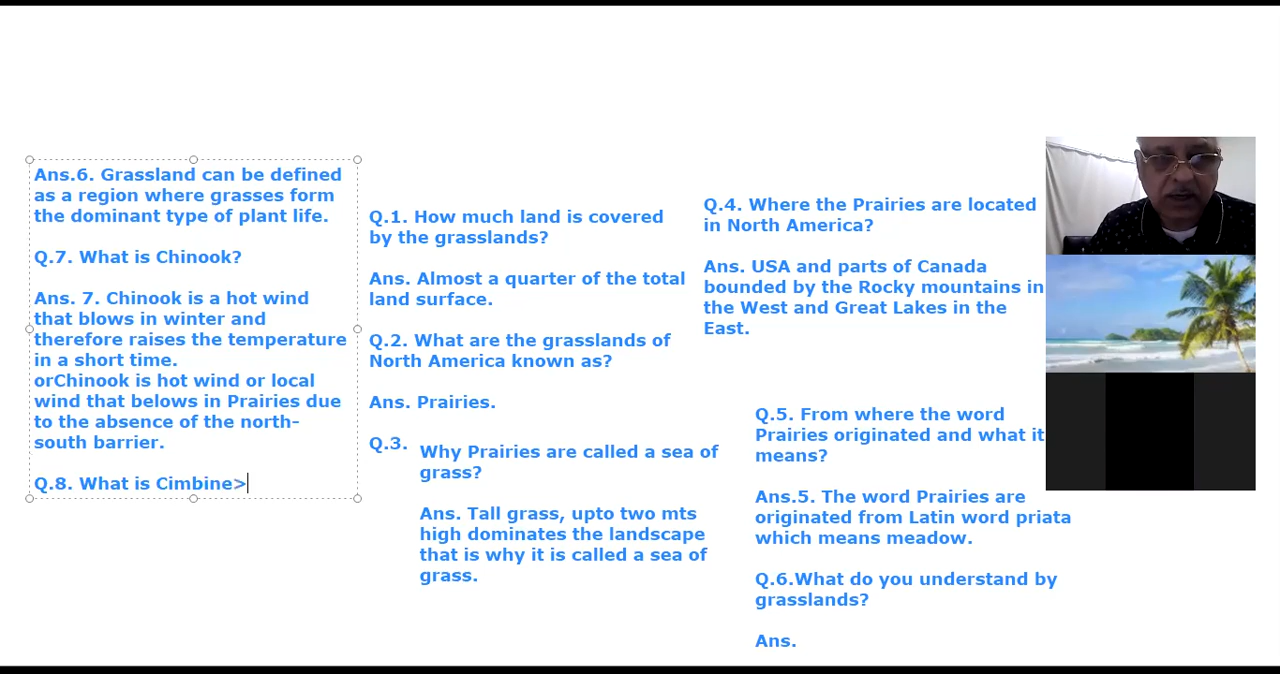 Ans.6. Grassland can be defined
as a region where grasses form
the dominant type of plant life.
Q.7. What is Chinook?
Ans. 7. Chinook is a hot wind
that blows in winter and
therefore raises the temperature
in a short time.
orChinook is hot wind or local
wind that belows in Prairies due
to the absence of the north-
south barrier.
Q.8. What is Cimbine>
Q.1. How much land is covered
by the grasslands?
Ans. Almost a quarter of the total
land surface.
Q.2. What are the grasslands of
North America known as?
Ans. Prairies.
Q.3.
Why Prairies are called a sea of
grass?
Ans. Tall grass, upto two mts
high dominates the landscape
that is why it is called a sea of
grass.
Q.4. Where the Prairies are located
in North America?
Ans. USA and parts of Canada
bounded by the Rocky mountains in
the West and Great Lakes in the
East.
Q.5. From where the word
Prairies originated and what it
means?
Ans.5. The word Prairies are
originated from Latin word priata
which means meadow.
Q.6.What do you understand by
grasslands?
Ans.